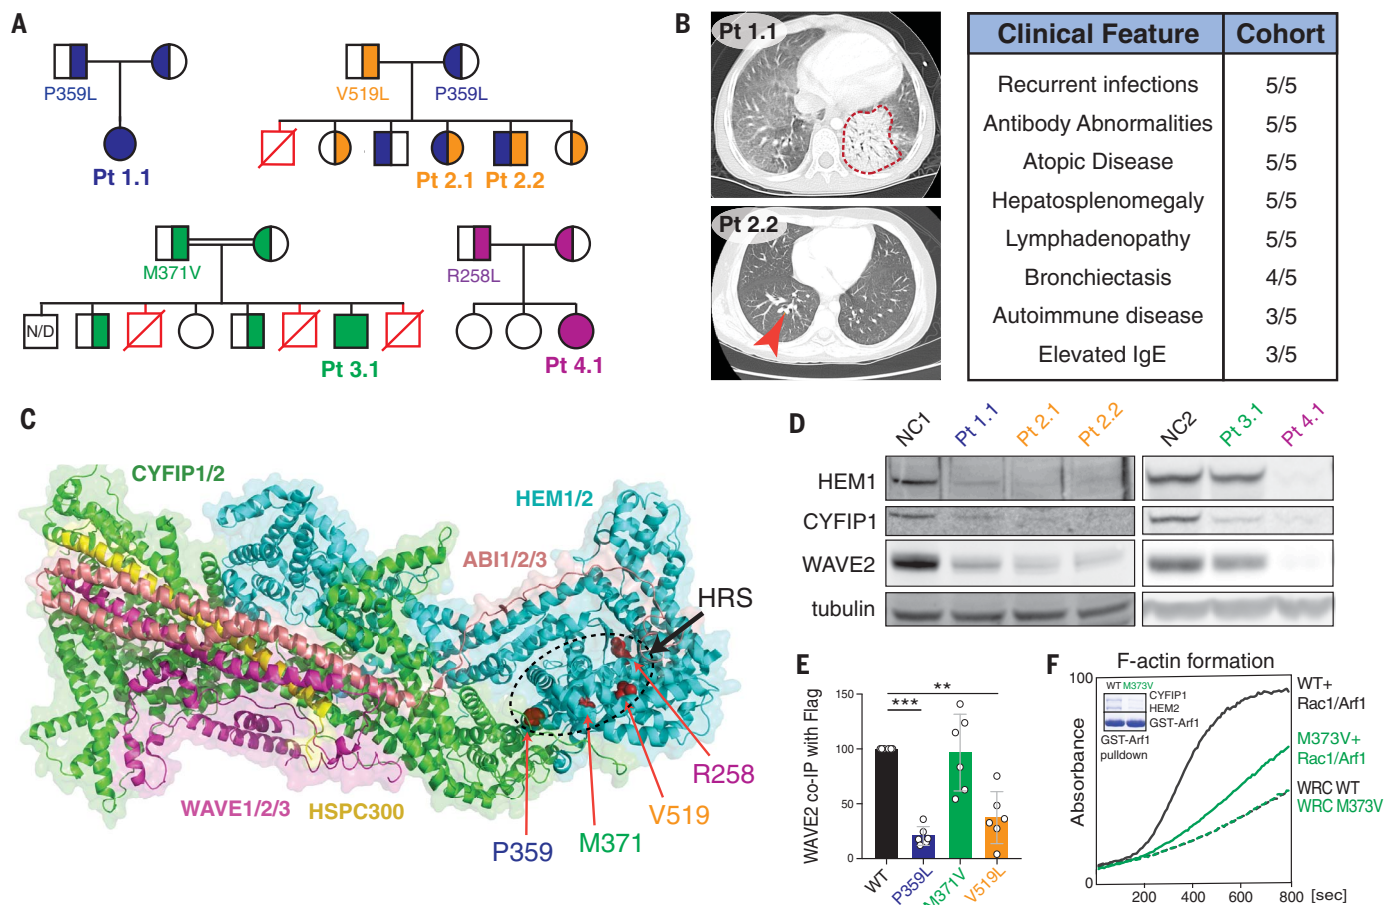 A
P359L
Pt 1.1
V519L
P359L
Pt 2.1
Pt 2.2
M371V
N/D
Pt 3.1
R258L
Pt 4.1
B
Pt 1.1
Pt 2.2
Clinical Feature Cohort
Recurrent infections 5/5
Antibody Abnormalities 5/5
Atopic Disease 5/5
Hepatosplenomegaly 5/5
Lymphadenopathy 5/5
Bronchiectasis 4/5
Autoimmune disease 3/5
Elevated IgE 3/5
C
CYFIP1/2
HEM1/2
ABI1/2/3
HRS
WAVE1/2/3
HSPC300
R258
V519
M371
P359
D
NC1 Pt 1.1 Pt 2.1 Pt 2.2 NC2 Pt 3.1 Pt 4.1
HEM1
CYFIP1
WAVE2
tubulin
E
WAVE2 co-IP with Flag
150
100
50
0
***
**
WT P359L M371V V519L
F
F-actin formation
Absorbance
100
0
WT M373V
CYFIP1
HEM2
GST-Arf1
GST-Arf1
pulldown
WT+
Rac1/Arf1
M373V+
Rac1/Arf1
WRC WT
WRC M373V
200 400 600 800 [sec]